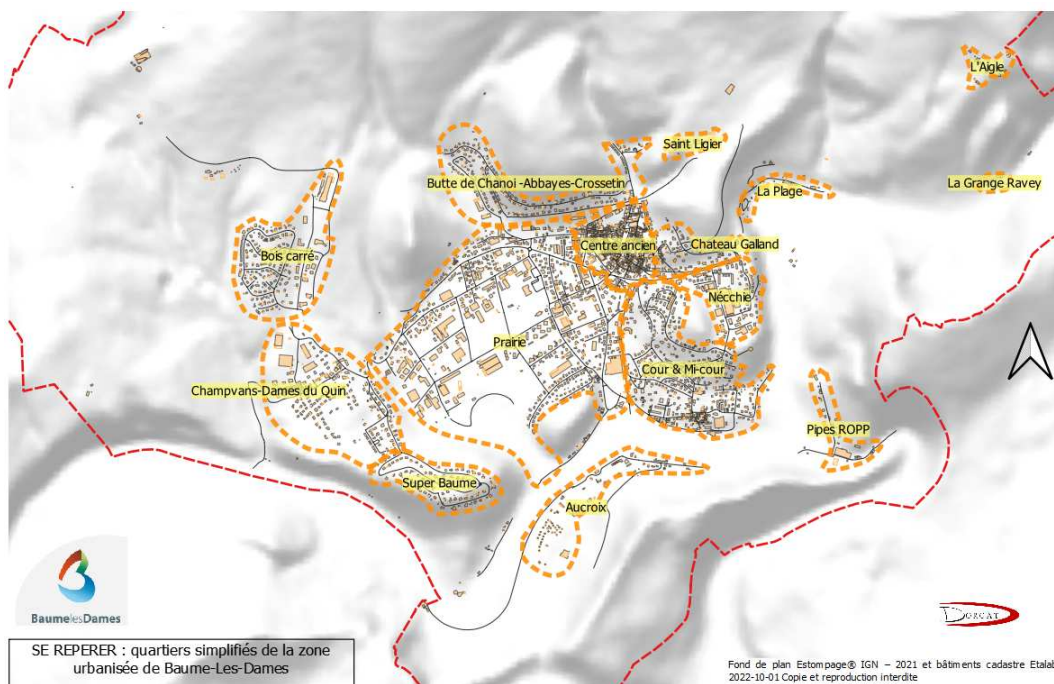 L'Aigle
Saint Ligier
Butte de Chanoi -Abbayes-Crossetin
La Plage
La Grange Ravey
Centre ancien
Chateau Galland
Bois carré
Nécchie
Prairie
Cour & Mi-cour
Champvans-Dames du Quin
Pipes ROPP
Super Baume
Aucroix
BaumelesDames
DORCAT
SE REPERER : quartiers simplifiés de la zone
urbanisée de Baume-Les-Dames
Fond de plan Estompage® IGN – 2021 et bâtiments cadastre Etalab
2022-10-01 Copie et reproduction interdite